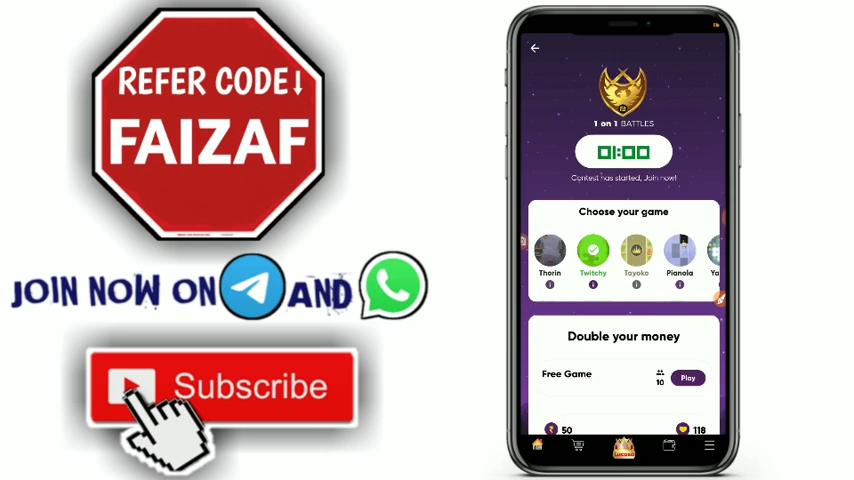 REFER CODE↓
FAIZAF
JOIN NOW ON AND
Subscribe
1 on 1 BATTLES
01:00
Contest has started, Join now!
Choose your game
Thorin
Twitchy
Tayoko
Pianola
Ya
Double your money
Free Game
10
Play
50
118